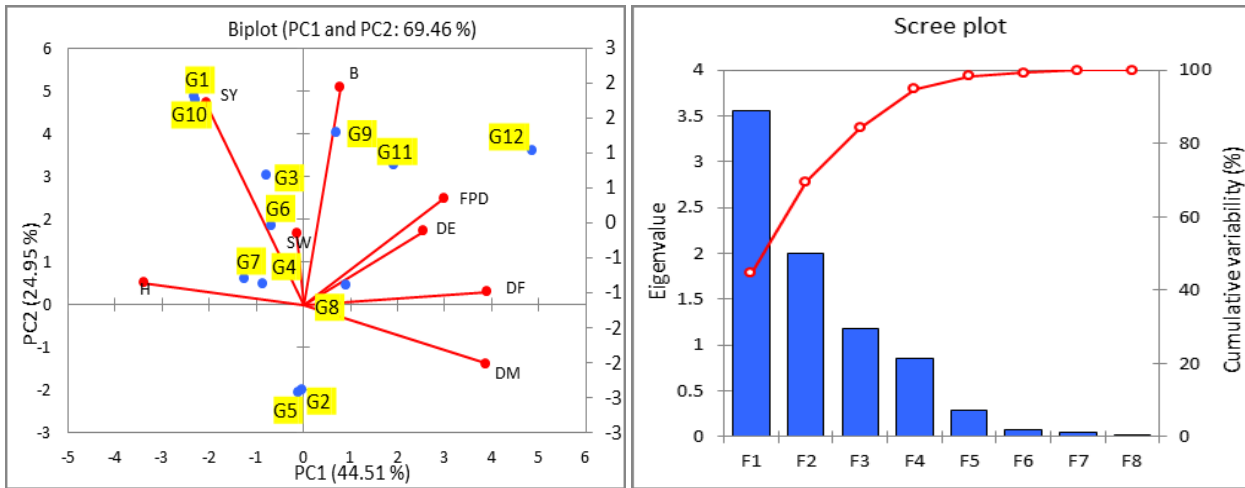 Biplot (PC1 and PC2: 69.46 %)
6
5
4
3
2
1
0
-1
-2
-3
3
2
2
1
1
0
-1
-1
-2
-2
-3
-3
G1
SY
G10
B
G9
G11
G12
G3
FPD
G6
DE
SW
G7
G4
H
DF
G8
DM
G5
G2
-5
-4
-3
-2
-1
0
1
2
3
4
5
6
PC1 (44.51 %)
PC2 (24.95 %)
Scree plot
4
3.5
3
2.5
2
1.5
1
0.5
0
100
80
60
40
20
0
F1
F2
F3
F4
F5
F6
F7
F8
Eigenvalue
Cumulative variability (%)